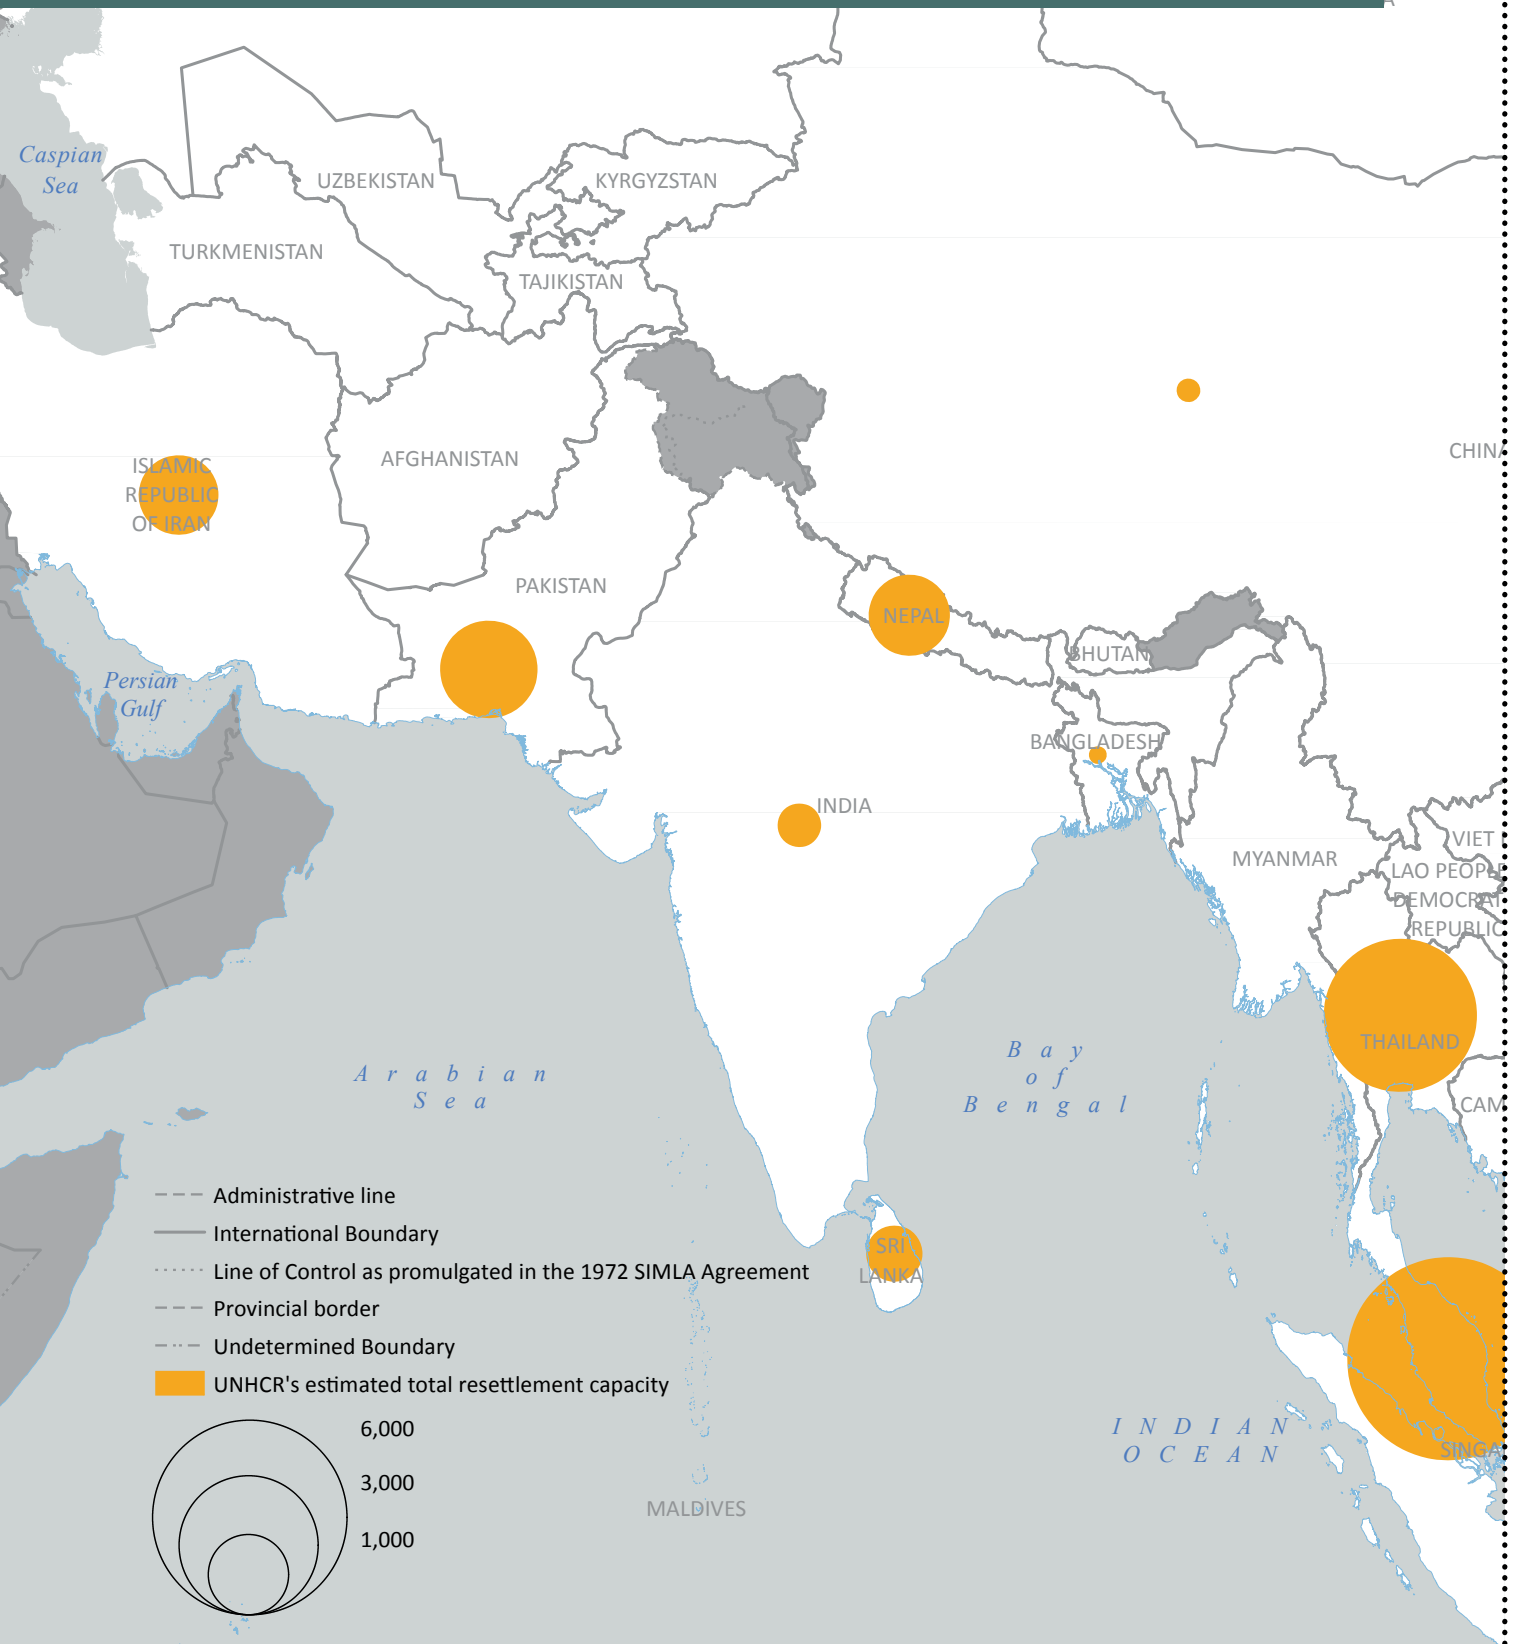 Caspian
Sea
UZBEKISTAN
KYRGYZSTAN
TURKMENISTAN
TAJIKISTAN
CHINA
AFGHANISTAN
ISLAMIC
REPUBLIC
OF IRAN
PAKISTAN
NEPAL
BHUTAN
Persian
Gulf
BANGLADESH
INDIA
VIET
MYANMAR
LAO PEOPLE
DEMOCRAT
REPUBLIC
THAILAND
Bay
of
Bengal
Arabian
Sea
CAM
Administrative line
International Boundary
Line of Control as promulgated in the 1972 SIMLA Agreement
Provincial border
Undetermined Boundary
UNHCR's estimated total resettlement capacity
SRI
LANKA
6,000
3,000
1,000
INDIAN
OCEAN
SINGA
MALDIVES